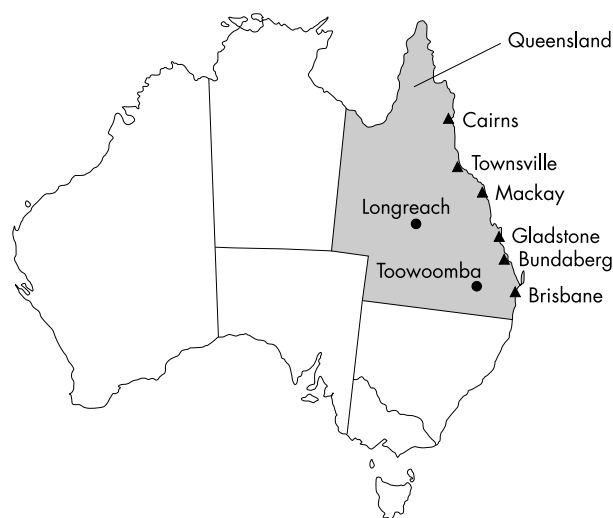 Queensland
Cairns
Townsville
Mackay
Longreach
Gladstone
Bundaberg
Toowoomba
Brisbane